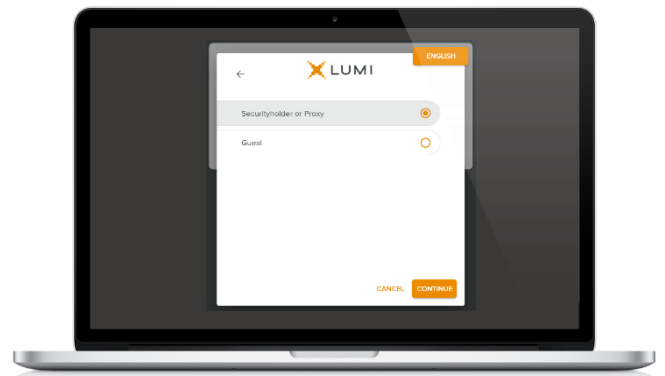 ENGLISH
LUMI
Securityholder or Proxy
Guest
CANCEL
CONTINUE